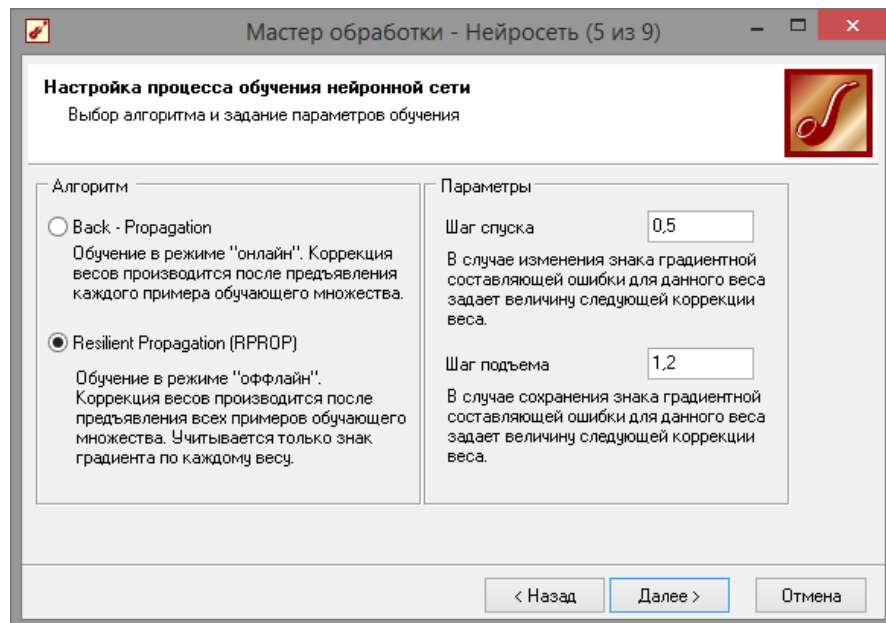 Мастер обработки - Нейросеть (5 из 9)
Настройка процесса обучения нейронной сети
Выбор алгоритма и задание параметров обучения
Алгоритм
Back - Propagation
Обучение в режиме "онлайн". Коррекция
весов производится после предъявления
каждого примера обучающего множества.
Resilient Propagation (RPROP)
Обучение в режиме "оффлайн".
Коррекция весов производится после
предъявления всех примеров обучающего
множества. Учитывается только знак
градиента по каждому весу.
Параметры
Шаг спуска 0,5
В случае изменения знака градиентной
составляющей ошибки для данного веса
задает величину следующей коррекции
веса.
Шаг подъема 1,2
В случае сохранения знака градиентной
составляющей ошибки для данного веса
задает величину следующей коррекции
веса.
< Назад Далее > Отмена